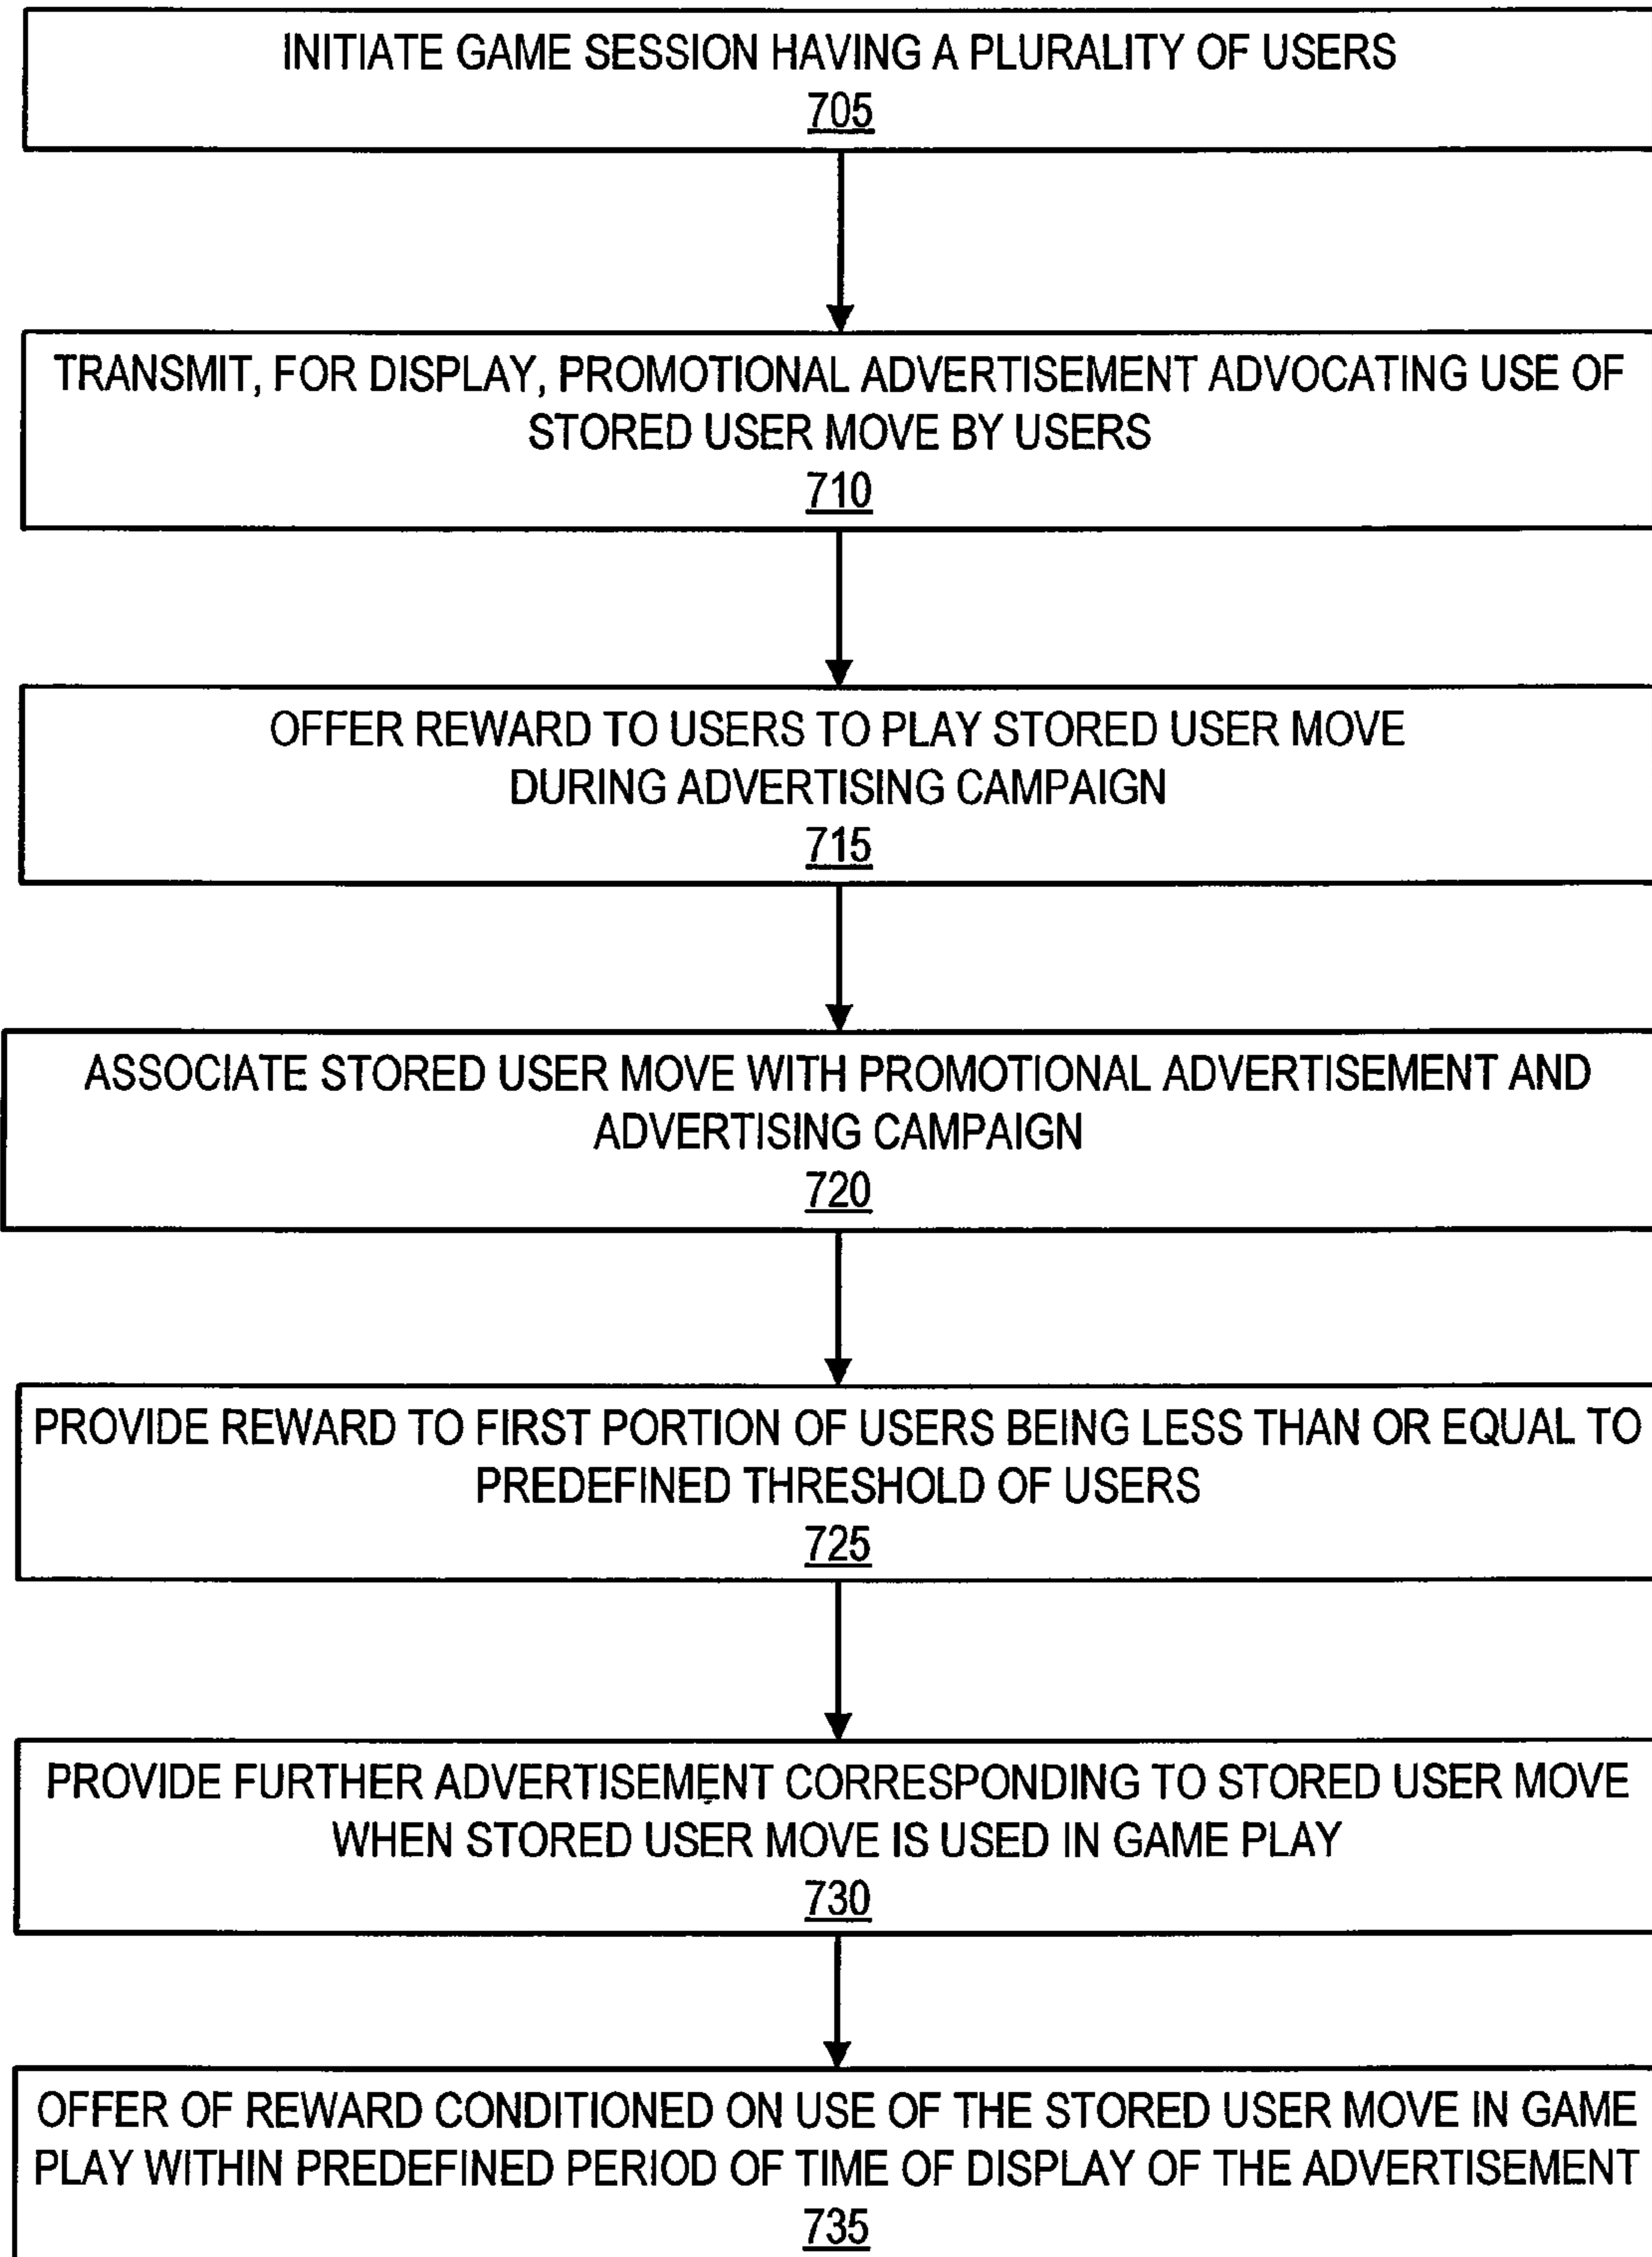 INITIATE GAME SESSION HAVING A PLURALITY OF USERS
705
TRANSMIT, FOR DISPLAY, PROMOTIONAL ADVERTISEMENT ADVOCATING USE OF
STORED USER MOVE BY USERS
710
OFFER REWARD TO USERS TO PLAY STORED USER MOVE
DURING ADVERTISING CAMPAIGN
715
ASSOCIATE STORED USER MOVE WITH PROMOTIONAL ADVERTISEMENT AND
ADVERTISING CAMPAIGN
720
PROVIDE REWARD TO FIRST PORTION OF USERS BEING LESS THAN OR EQUAL TO
PREDEFINED THRESHOLD OF USERS
725
PROVIDE FURTHER ADVERTISEMENT CORRESPONDING TO STORED USER MOVE
WHEN STORED USER MOVE IS USED IN GAME PLAY
730
OFFER OF REWARD CONDITIONED ON USE OF THE STORED USER MOVE IN GAME
PLAY WITHIN PREDEFINED PERIOD OF TIME OF DISPLAY OF THE ADVERTISEMENT
735